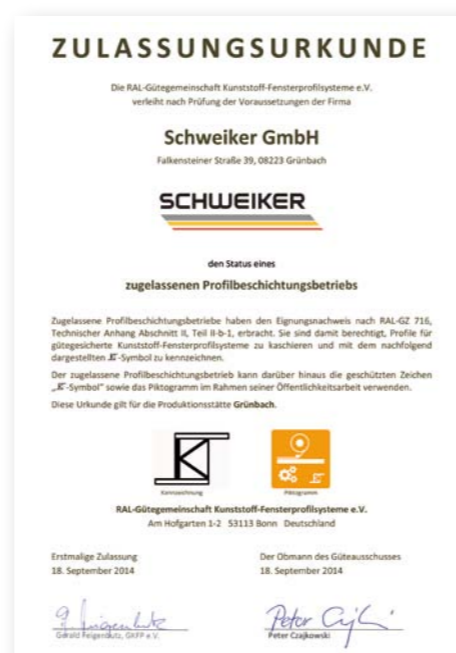 ZULASSUNGSURKUNDE
Die RAL-Gütegemeinschaft Kunststoff-Fensterprofilsysteme e.V.
verleiht nach Prüfung der Voraussetzungen der Firma
Schweiker GmbH
Falkensteiner Straße 39, 08223 Grünbach
SCHWEIKER
den Status eines
zugelassenen Profilbeschichtungsbetriebs
Zugelassene Profilbeschichtungsbetriebe haben den Eignungsnachweis nach RAL-GZ 716,
Technischer Anhang Abschnitt II, Teil II-b-1, erbracht. Sie sind damit berechtigt, Profile für
gütegesicherte Kunststoff-Fensterprofilsysteme zu kaschieren und mit dem nachfolgend
dargestellten K-Symbol zu kennzeichnen.
Der zugelassene Profilbeschichtungsbetrieb kann darüber hinaus die geschützten Zeichen
„K-Symbol" sowie das Piktogramm im Rahmen seiner Öffentlichkeitsarbeit verwenden.
Diese Urkunde gilt für die Produktionsstätte Grünbach.
K
Kennzeichnung Piktogramm
RAL-Gütegemeinschaft Kunststoff-Fensterprofilsysteme e.V.
Am Hofgarten 1-2 53113 Bonn Deutschland
Erstmalige Zulassung Der Obmann des Güteausschusses
18. September 2014 18. September 2014
Gerald Feigenbutz, GKFP e.V. Peter Czajkowski